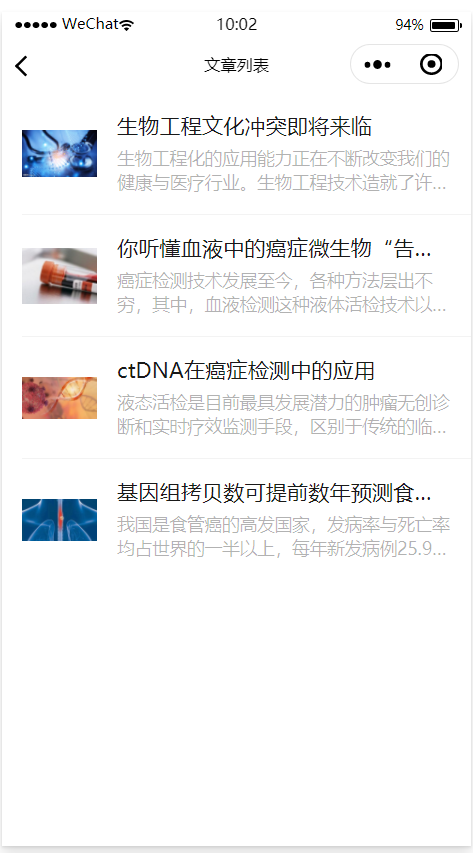 WeChat 10:02 94%
文章列表
生物工程文化冲突即将来临
生物工程化的应用能力正在不断改变我们的
健康与医疗行业。生物工程技术造就了许...
你听懂血液中的癌症微生物“告...
癌症检测技术发展至今，各种方法层出不
穷，其中，血液检测这种液体活检技术以...
ctDNA在癌症检测中的应用
液态活检是目前最具发展潜力的肿瘤无创诊
断和实时疗效监测手段，区别于传统的临...
基因组拷贝数可提前数年预测食...
我国是食管癌的高发国家，发病率与死亡率
均占世界的一半以上，每年新发病例25.9...